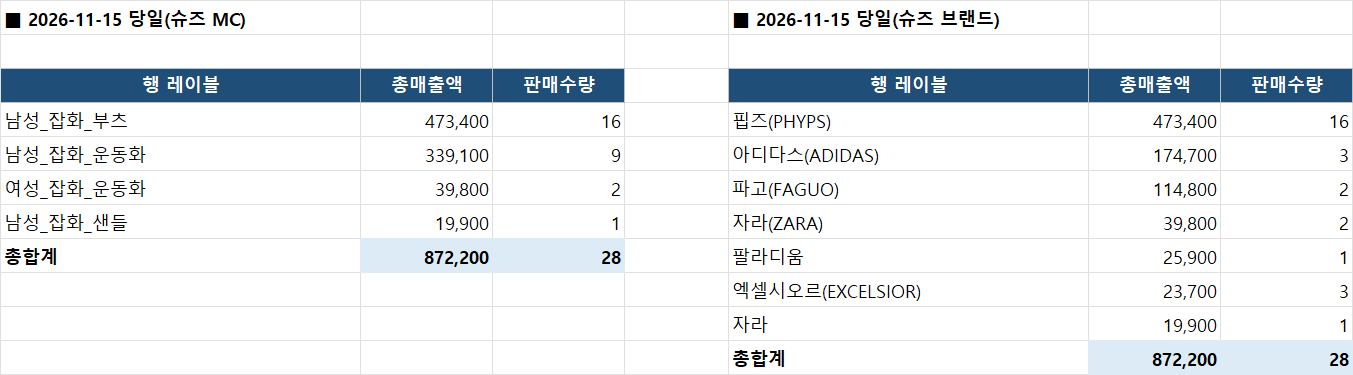 ■ 2026-11-15 당일(슈즈 MC)
행 레이블 총매출액 판매수량
남성_잡화_부츠 473,400 16
남성_잡화_운동화 339,100 9
여성_잡화_운동화 39,800 2
남성_잡화_샌들 19,900 1
총합계 872,200 28
■ 2026-11-15 당일(슈즈 브랜드)
행 레이블 총매출액 판매수량
핍즈(PHYPS) 473,400 16
아디다스(ADIDAS) 174,700 3
파고(FAGUO) 114,800 2
자라(ZARA) 39,800 2
팔라디움 25,900 1
엑셀시오르(EXCELSIOR) 23,700 3
자라 19,900 1
총합계 872,200 28